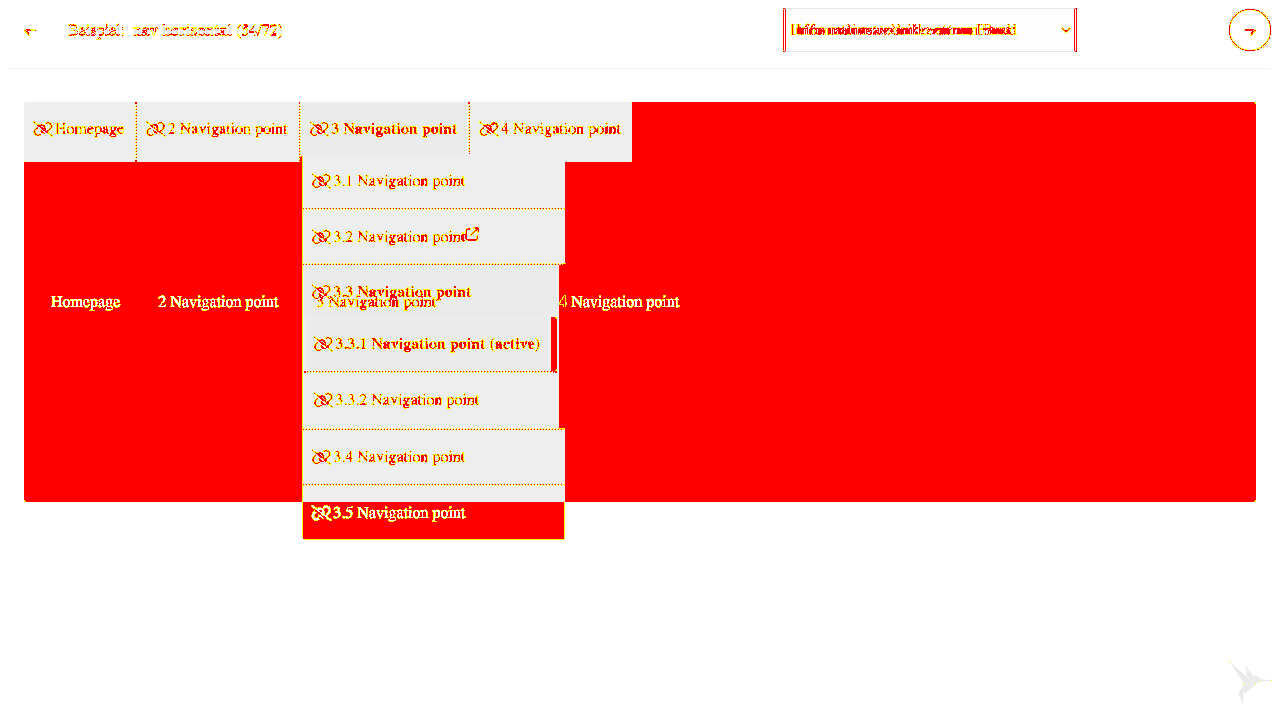 Beispiel: nav horizontal (34/72)
Homepage
2 Navigation point
3 Navigation point
4 Navigation point
3.1 Navigation point
3.2 Navigation point
3.3 Navigation point
Homepage
2 Navigation point
3 Navigation point
4 Navigation point
3.3.1 Navigation point (active)
3.3.2 Navigation point
3.4 Navigation point
3.5 Navigation point